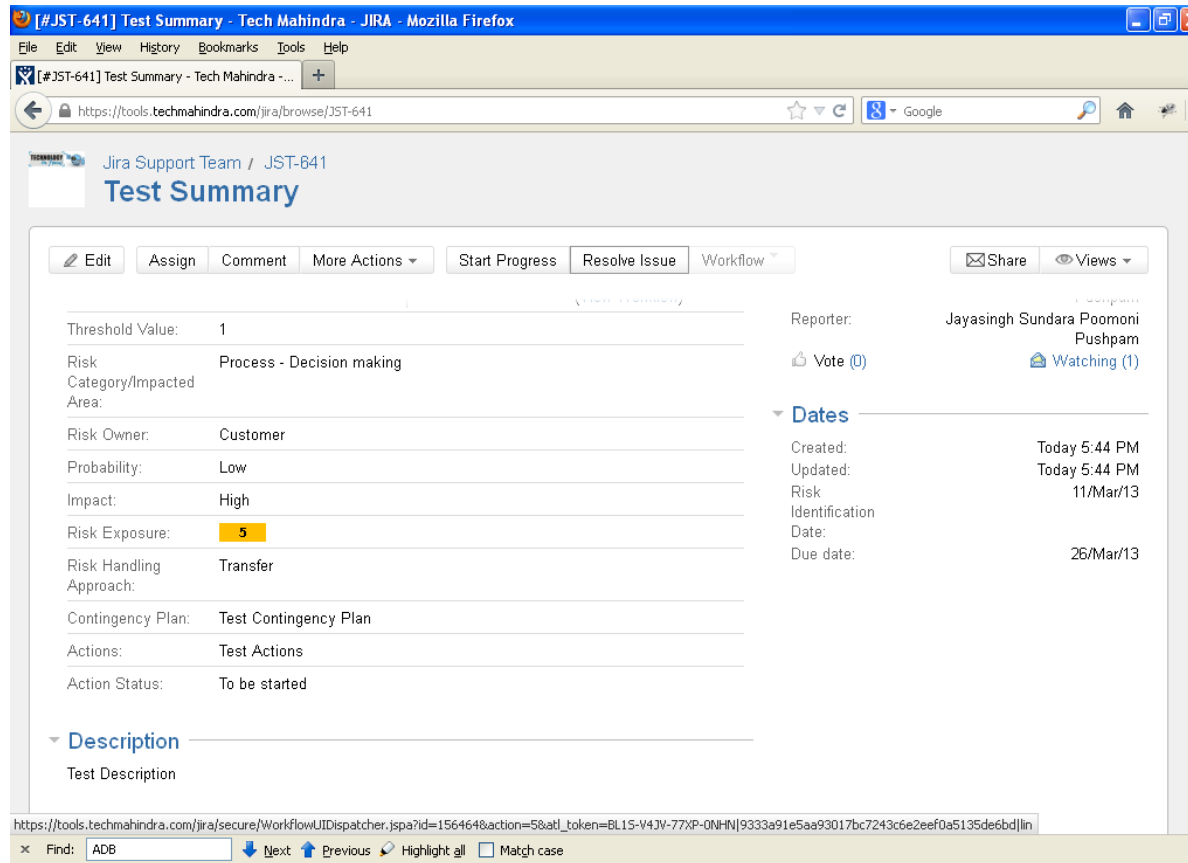 [#JST-641] Test Summary - Tech Mahindra - JIRA - Mozilla Firefox
File Edit View History Bookmarks Tools Help
[#JST-641] Test Summary - Tech Mahindra -... +
https://tools.techmahindra.com/jira/browse/JST-641
Google
TECHNOLOGY
Jira Support Team / JST-641
Test Summary
Edit Assign Comment More Actions Start Progress Resolve Issue Workflow Share Views
(View Workflow)
Pushpam
Threshold Value: 1
Risk Category/Impacted Area: Process - Decision making
Risk Owner: Customer
Probability: Low
Impact: High
Risk Exposure: 5
Risk Handling Approach: Transfer
Contingency Plan: Test Contingency Plan
Actions: Test Actions
Action Status: To be started
Description
Test Description
Reporter: Jayasingh Sundara Poomoni Pushpam
Vote (0) Watching (1)
Dates
Created: Today 5:44 PM
Updated: Today 5:44 PM
Risk Identification Date: 11/Mar/13
Due date: 26/Mar/13
https://tools.techmahindra.com/jira/secure/WorkflowUIDispatcher.jspa?id=156464&action=5&atl_token=BL1S-V4JV-77XP-0NHN|9333a91e5aa93017bc7243c6e2eef0a5135de6bd|lin
Find: ADB Next Previous Highlight all Match case